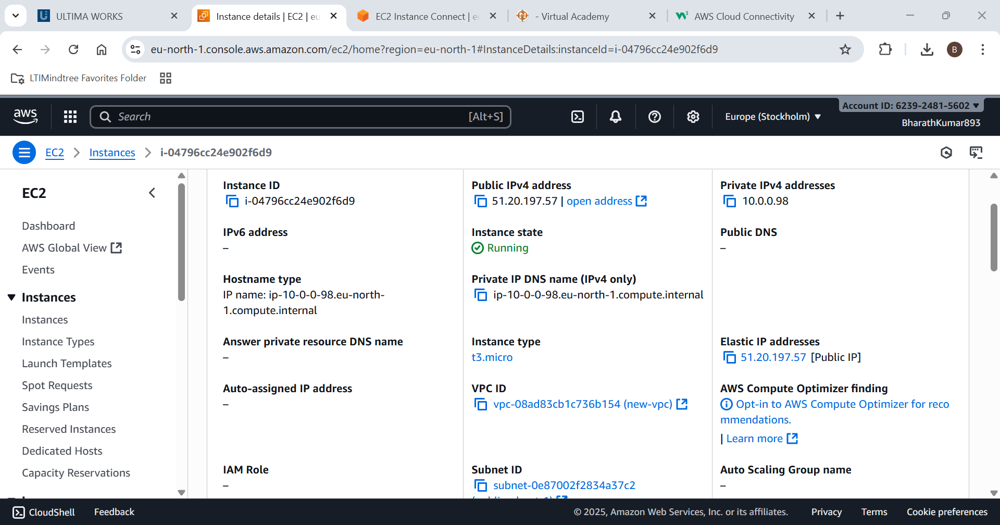 ULTIMA WORKS
Instance details | EC2 | eu
EC2 Instance Connect | e
- Virtual Academy
AWS Cloud Connectivity
eu-north-1.console.aws.amazon.com/ec2/home?region=eu-north-1#InstanceDetails:instanceId=i-04796cc24e902f6d9
B
LTIMindtree Favorites Folder
aws
Search
[Alt+S]
Europe (Stockholm)
Account ID: 6239-2481-5602
BharathKumar893
EC2
Instances
i-04796cc24e902f6d9
EC2
Dashboard
AWS Global View
Events
Instances
Instances
Instance Types
Launch Templates
Spot Requests
Savings Plans
Reserved Instances
Dedicated Hosts
Capacity Reservations
Instance ID
i-04796cc24e902f6d9
Public IPv4 address
51.20.197.57 | open address
Private IPv4 addresses
10.0.0.98
IPv6 address
–
Instance state
Running
Public DNS
–
Hostname type
IP name: ip-10-0-0-98.eu-north-
1.compute.internal
Private IP DNS name (IPv4 only)
ip-10-0-0-98.eu-north-1.compute.internal
Answer private resource DNS name
–
Instance type
t3.micro
Elastic IP addresses
51.20.197.57 [Public IP]
Auto-assigned IP address
–
VPC ID
vpc-08ad83cb1c736b154 (new-vpc)
AWS Compute Optimizer finding
Opt-in to AWS Compute Optimizer for reco
mmendations.
| Learn more
IAM Role
–
Subnet ID
subnet-0e87002f2834a37c2
Auto Scaling Group name
–
CloudShell
Feedback
© 2025, Amazon Web Services, Inc. or its affiliates.
Privacy
Terms
Cookie preferences